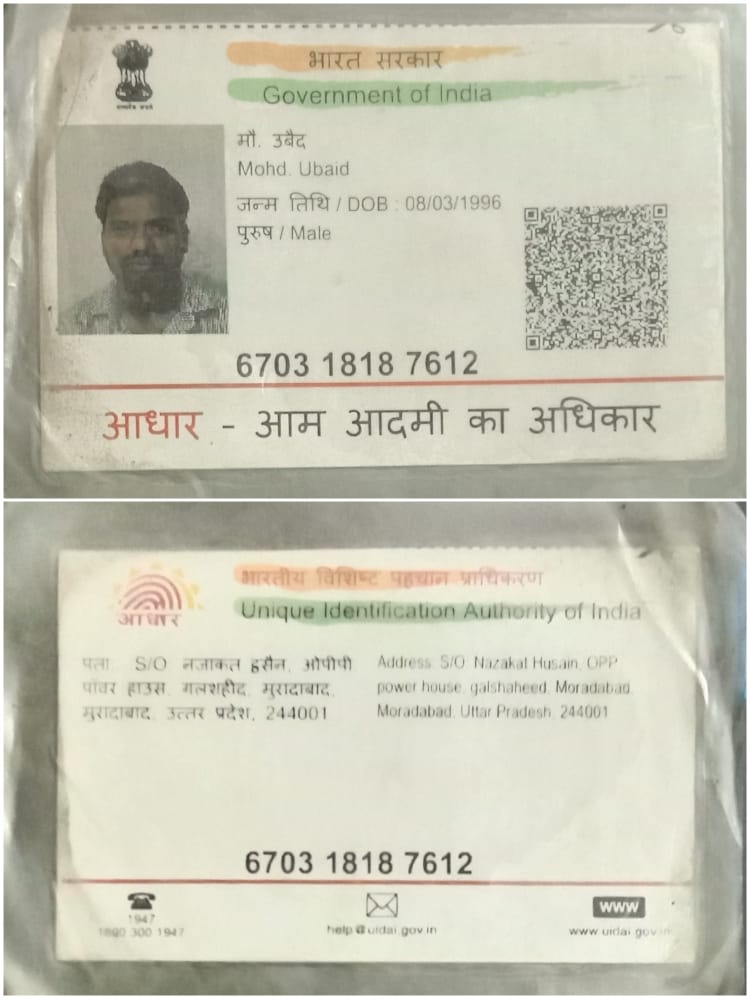 भारत सरकार
Government of India
मौ. उबैद
Mohd. Ubaid
जन्म तिथि / DOB : 08/03/1996
पुरुष / Male
6703 1818 7612
आधार - आम आदमी का अधिकार
आधार
भारतीय विशिष्ट पहचान प्राधिकरण
Unique Identification Authority of India
पता: S/O नजाकत हुसैन, ओपीपी
पॉवर हाउस, गलशहीद, मुरादाबाद,
मुरादाबाद, उत्तर प्रदेश, 244001
Address: S/O Nazakat Husain, OPP
power house, galshaheed, Moradabad,
Moradabad, Uttar Pradesh, 244001
6703 1818 7612
1947
1800 300 1947
help@uidai.gov.in
www
www.uidai.gov.in